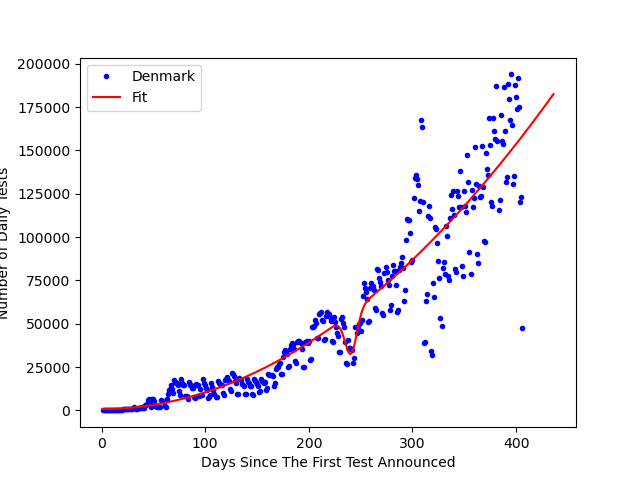 200000
175000
150000
125000
100000
75000
50000
25000
0
Number of Daily Tests
Denmark
Fit
0 100 200 300 400
Days Since The First Test Announced